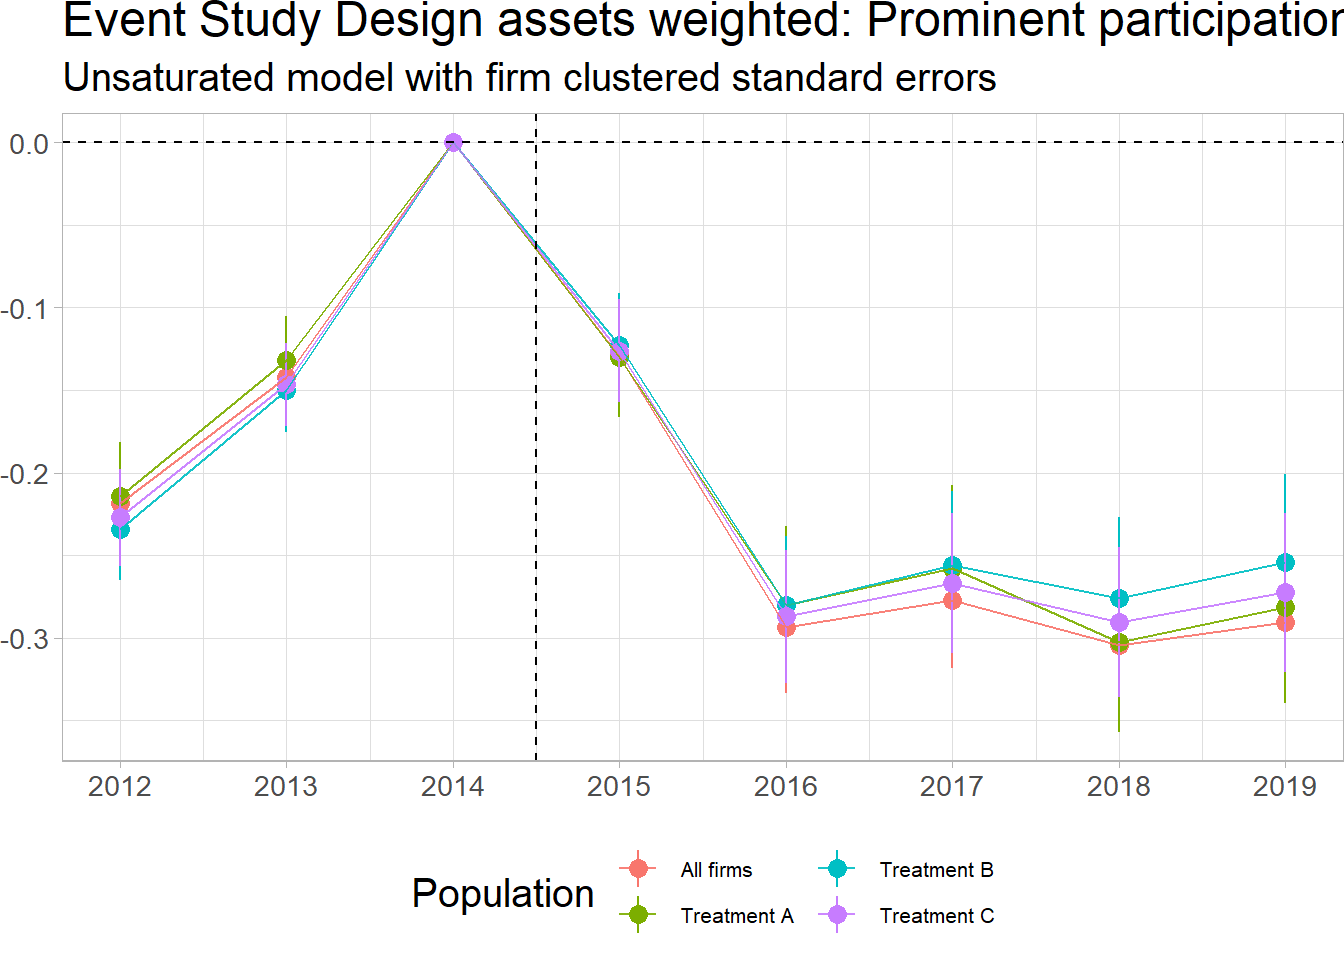 Event Study Design assets weighted: Prominent participation
Unsaturated model with firm clustered standard errors
0.0
-0.1
-0.2
-0.3
2012 2013 2014 2015 2016 2017 2018 2019
Population
All firms
Treatment B
Treatment A
Treatment C